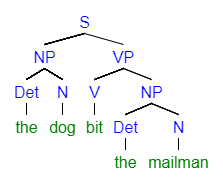 S
NP VP
Det N V NP
the dog bit Det N
the mailman